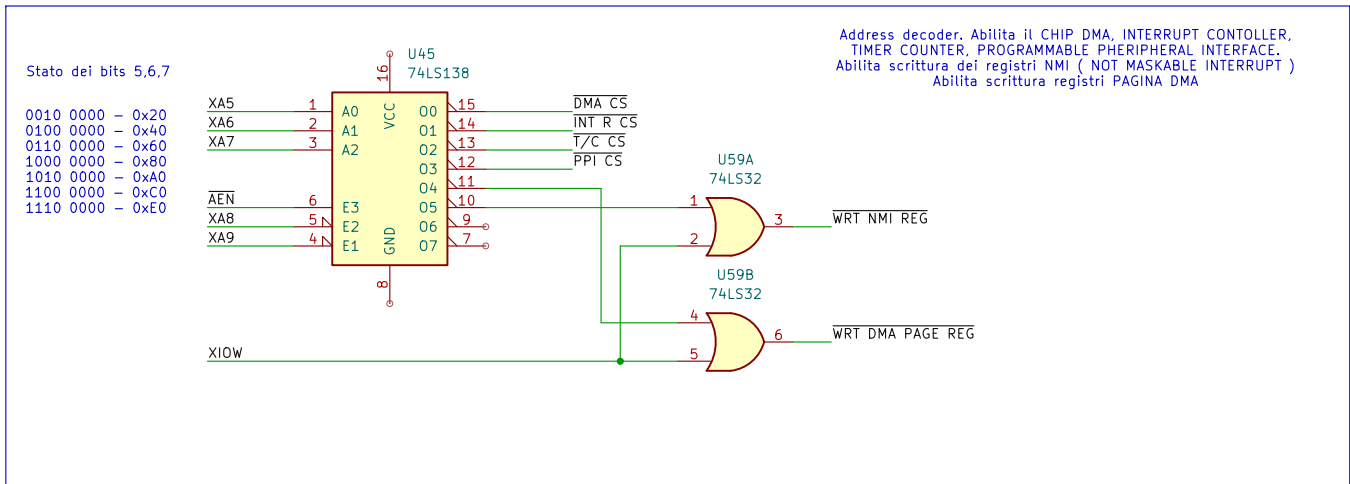 Address decoder. Abilita il CHIP DMA, INTERRUPT CONTOLLER,
TIMER COUNTER, PROGRAMMABLE PHERIPHERAL INTERFACE.
Abilita scrittura dei registri NMI ( NOT MASKABLE INTERRUPT )
Abilita scrittura registri PAGINA DMA
Stato dei bits 5,6,7
0010 0000 – 0x20
0100 0000 – 0x40
0110 0000 – 0x60
1000 0000 – 0x80
1010 0000 – 0xA0
1100 0000 – 0xC0
1110 0000 – 0xE0
U45
74LS138
16
VCC
XA5 1 A0 O0 15 DMA CS
XA6 2 A1 O1 14 INT R CS
XA7 3 A2 O2 13 T/C CS
O3 12 PPI CS
O4 11
AEN 6 E3 O5 10
XA8 5 E2 O6 9
XA9 4 E1 O7 7
GND
8
U59A
74LS32
1
2
3 WRT NMI REG
U59B
74LS32
4
5
6 WRT DMA PAGE REG
XIOW